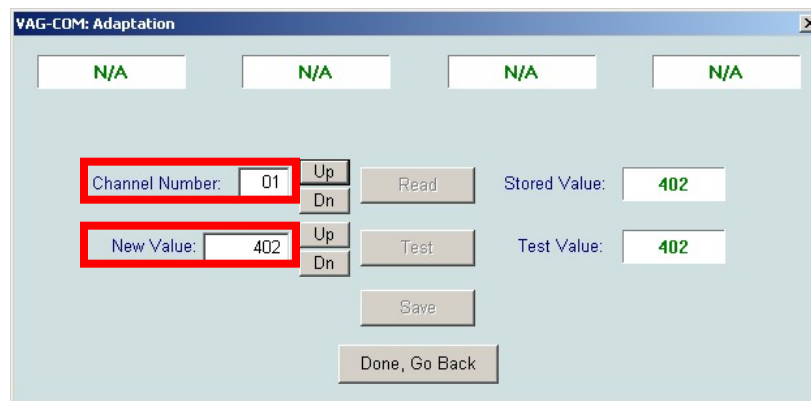 VAG-COM: Adaptation
N/A N/A N/A N/A
Channel Number: 01 Up Dn Read Stored Value: 402
New Value: 402 Up Dn Test Test Value: 402
Save
Done, Go Back